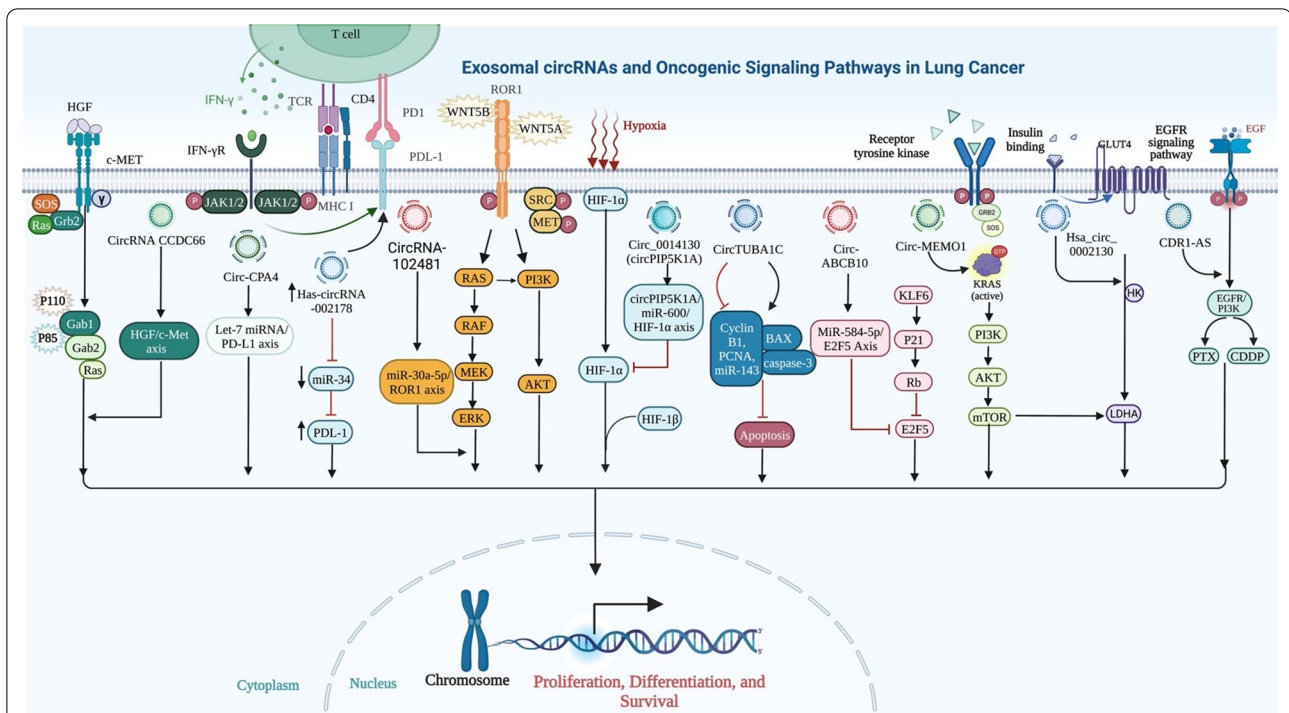 T cell
Exosomal circRNAs and Oncogenic Signaling Pathways in Lung Cancer
HGF
c-MET
SOS
Ras
Grb2
γ
CircRNA CCDC66
P110
P85
Gab1
Gab2
Ras
HGF/c-Met
axis
IFN-γ
IFN-γR
P
JAK1/2
JAK1/2
P
Circ-CPA4
Let-7 miRNA/
PD-L1 axis
TCR
CD4
MHC I
PD1
PDL-1
Has-circRNA
-002178
miR-34
PDL-1
CircRNA-
102481
miR-30a-5p/
ROR1 axis
ROR1
WNT5B
WNT5A
P
SRC
P
MET
P
RAS
PI3K
RAF
MEK
AKT
ERK
Hypoxia
HIF-1α
HIF-1α
HIF-1β
Circ_0014130
(circPIP5K1A)
circPIP5K1A/
miR-600/
HIF-1α axis
CircTUBA1C
Cyclin
B1,
PCNA,
miR-143
BAX
caspase-3
Apoptosis
Circ-
ABCB10
MiR-584-5p/
E2F5 Axis
KLF6
P21
Rb
E2F5
Receptor
tyrosine kinase
P
P
GRB2
SOS
Circ-MEMO1
GTP
KRAS
(active)
PI3K
AKT
mTOR
Insulin
binding
GLUT4
Hsa_circ_
0002130
HK
LDHA
EGFR
signaling
pathway
EGF
P
P
CDR1-AS
EGFR/
PI3K
PTX
CDDP
Chromosome
3'
5'
Cytoplasm
Nucleus
Proliferation, Differentiation, and
Survival